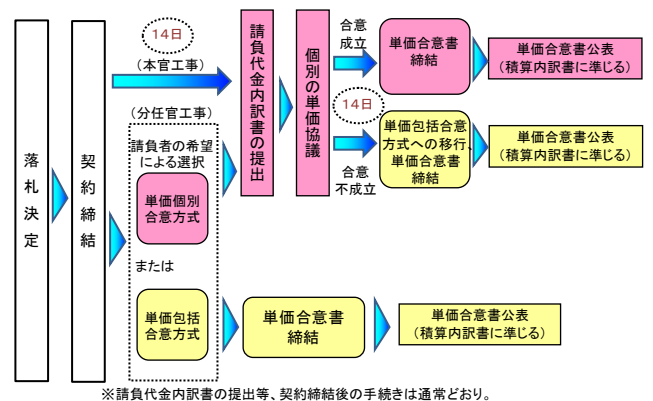 落札決定
契約締結
14日
(本官工事)
(分任官工事)
請負者の希望
による選択
単価個別
合意方式
または
単価包括
合意方式
請負代金内訳書の提出
個別の単価協議
合意
成立
14日
合意
不成立
単価合意書
締結
単価合意書公表
(積算内訳書に準じる)
単価包括合意
方式への移行、
単価合意書
締結
単価合意書公表
(積算内訳書に準じる)
単価合意書
締結
単価合意書公表
(積算内訳書に準じる)
※請負代金内訳書の提出等、契約締結後の手続きは通常どおり。